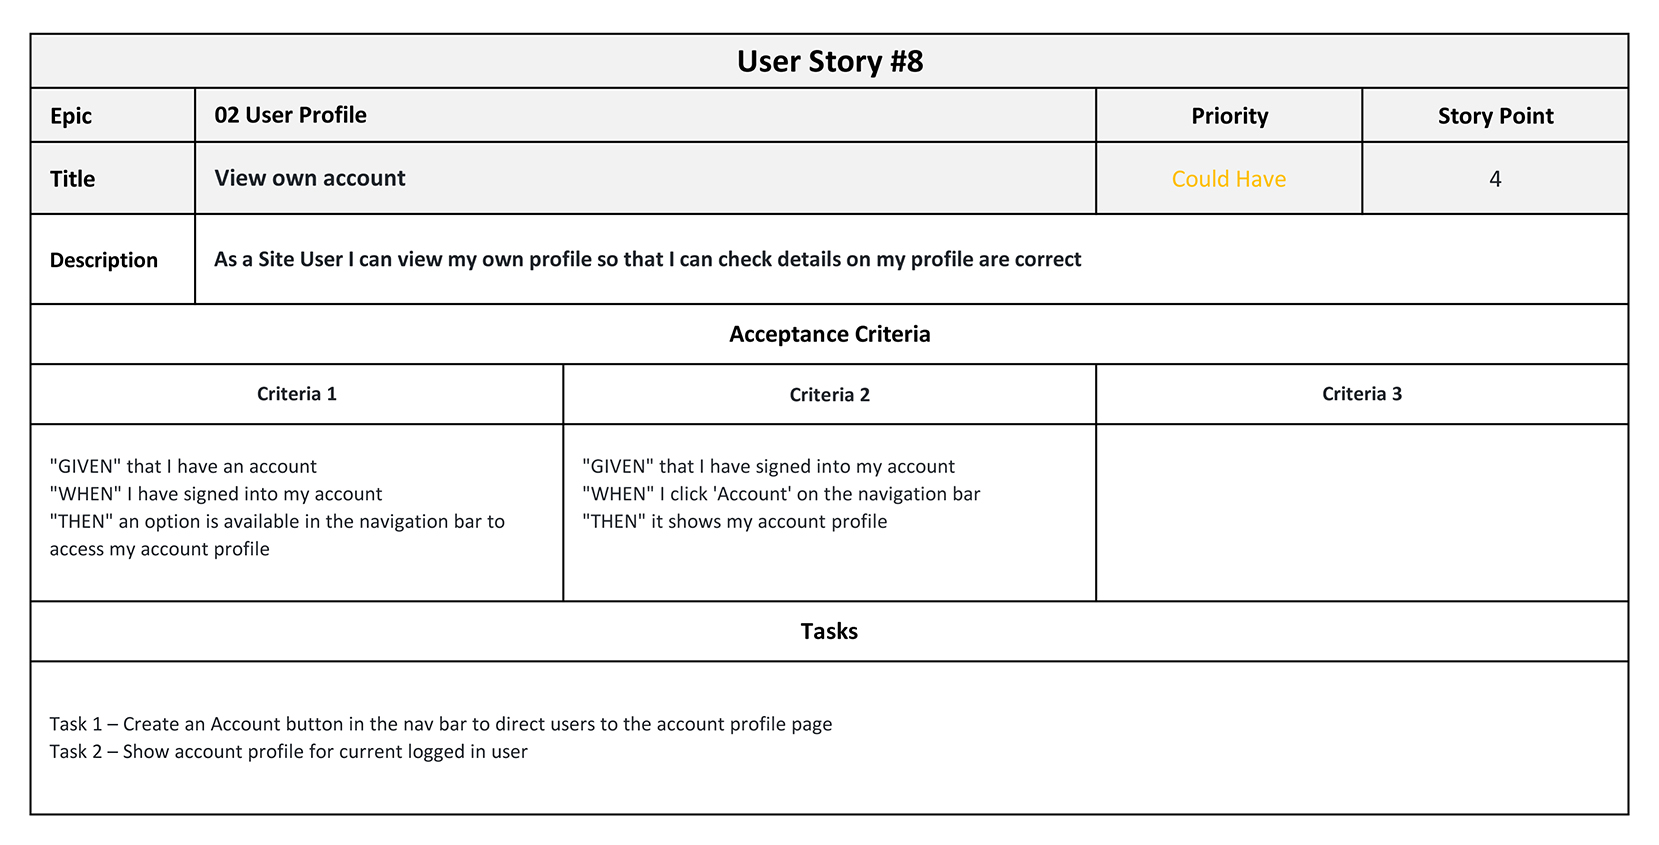 User Story #8
Epic
02 User Profile
Priority
Story Point
Title
View own account
Could Have
4
Description
As a Site User I can view my own profile so that I can check details on my profile are correct
Acceptance Criteria
Criteria 1
Criteria 2
Criteria 3
"GIVEN" that I have an account
"WHEN" I have signed into my account
"THEN" an option is available in the navigation bar to
access my account profile
"GIVEN" that I have signed into my account
"WHEN" I click 'Account' on the navigation bar
"THEN" it shows my account profile
Tasks
Task 1 – Create an Account button in the nav bar to direct users to the account profile page
Task 2 – Show account profile for current logged in user